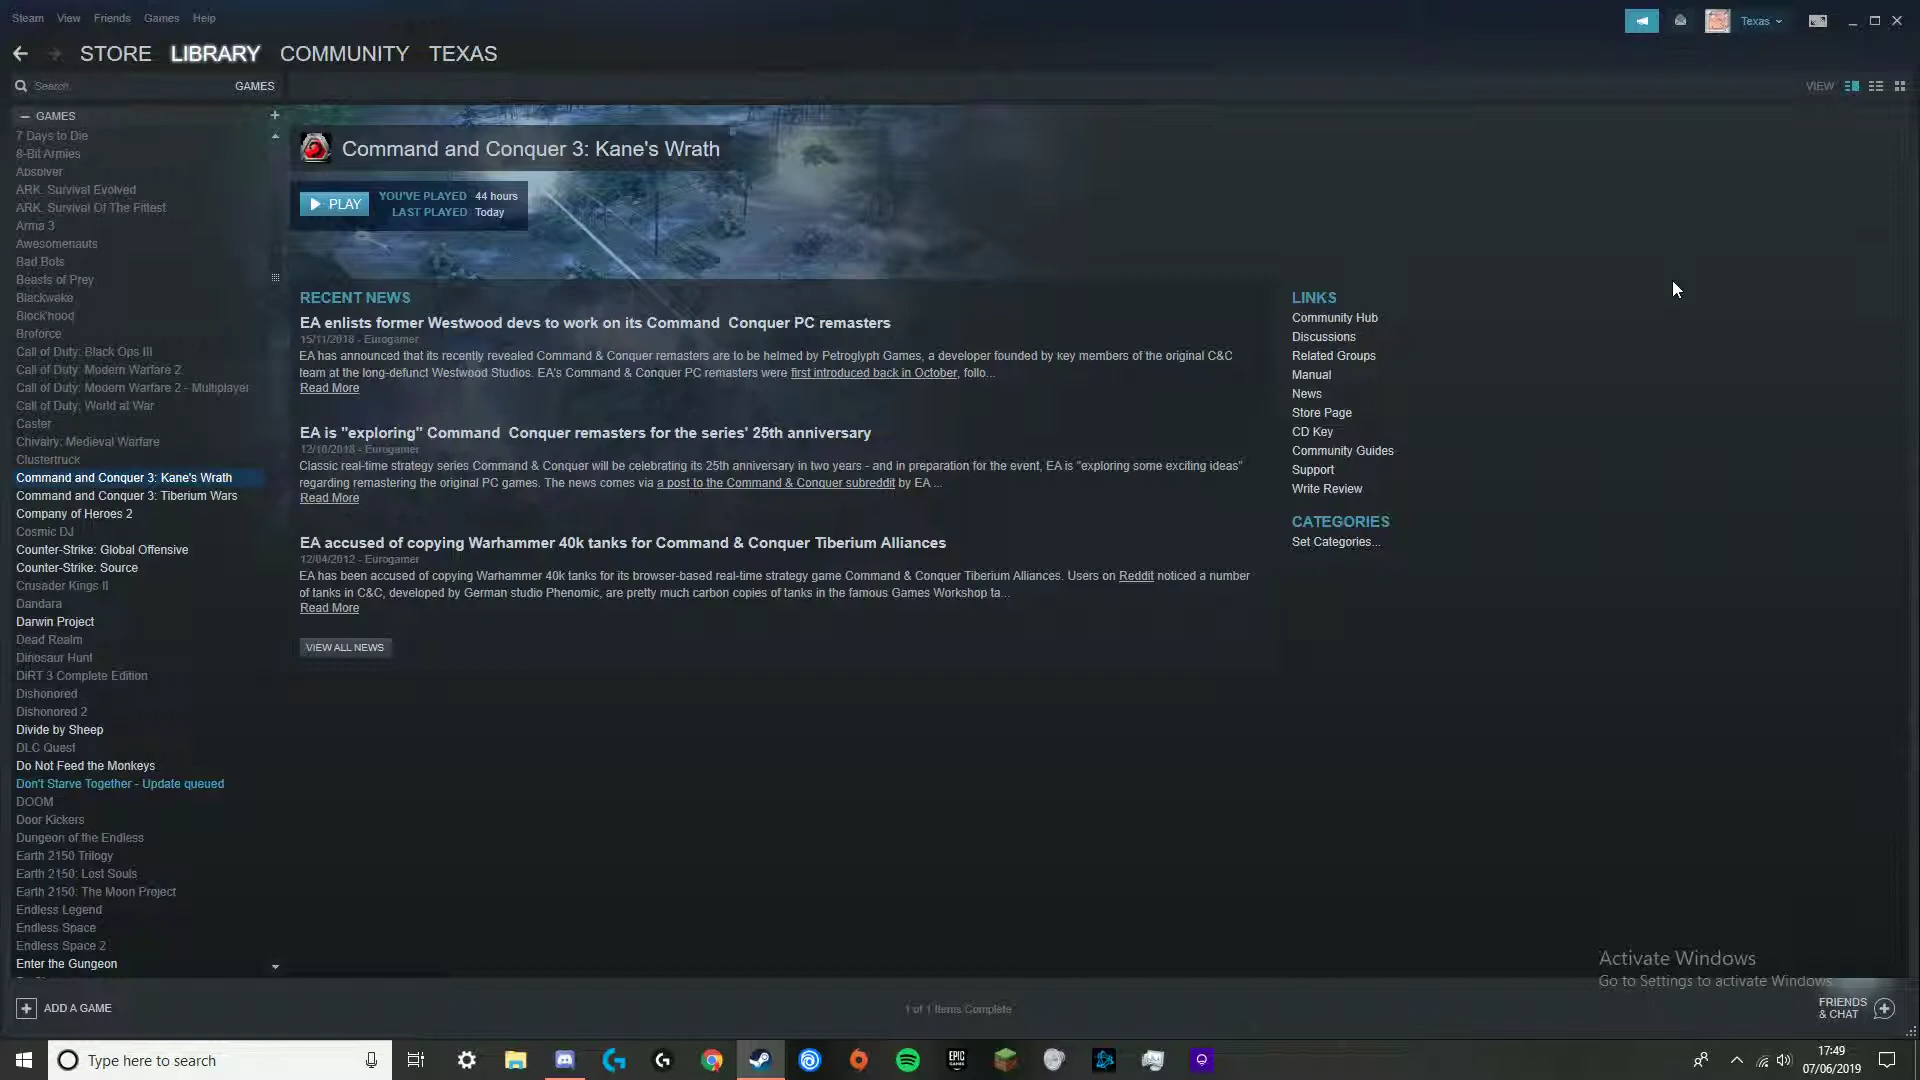 Steam View Friends Games Help
Texas
STORE LIBRARY COMMUNITY TEXAS
Search GAMES
VIEW
GAMES
7 Days to Die
8-Bit Armies
Absolver
ARK: Survival Evolved
ARK: Survival Of The Fittest
Arma 3
Awesomenauts
Bad Bots
Beasts of Prey
Blackwake
Block'hood
Broforce
Call of Duty: Black Ops III
Call of Duty: Modern Warfare 2
Call of Duty: Modern Warfare 2 - Multiplayer
Call of Duty: World at War
Caster
Chivalry: Medieval Warfare
Clustertruck
Command and Conquer 3: Kane's Wrath
Command and Conquer 3: Tiberium Wars
Company of Heroes 2
Cosmic DJ
Counter-Strike: Global Offensive
Counter-Strike: Source
Crusader Kings II
Dandara
Darwin Project
Dead Realm
Dinosaur Hunt
DiRT 3 Complete Edition
Dishonored
Dishonored 2
Divide by Sheep
DLC Quest
Do Not Feed the Monkeys
Don't Starve Together - Update queued
DOOM
Door Kickers
Dungeon of the Endless
Earth 2150 Trilogy
Earth 2150: Lost Souls
Earth 2150: The Moon Project
Endless Legend
Endless Space
Endless Space 2
Enter the Gungeon
Command and Conquer 3: Kane's Wrath
PLAY
YOU'VE PLAYED 44 hours
LAST PLAYED Today
RECENT NEWS
EA enlists former Westwood devs to work on its Command Conquer PC remasters
15/11/2018 - Eurogamer
EA has announced that its recently revealed Command & Conquer remasters are to be helmed by Petroglyph Games, a developer founded by key members of the original C&C
team at the long-defunct Westwood Studios. EA's Command & Conquer PC remasters were first introduced back in October, follo...
Read More
EA is "exploring" Command Conquer remasters for the series' 25th anniversary
12/10/2018 - Eurogamer
Classic real-time strategy series Command & Conquer will be celebrating its 25th anniversary in two years - and in preparation for the event, EA is "exploring some exciting ideas"
regarding remastering the original PC games. The news comes via a post to the Command & Conquer subreddit by EA ...
Read More
EA accused of copying Warhammer 40k tanks for Command & Conquer Tiberium Alliances
12/04/2012 - Eurogamer
EA has been accused of copying Warhammer 40k tanks for its browser-based real-time strategy game Command & Conquer Tiberium Alliances. Users on Reddit noticed a number
of tanks in C&C, developed by German studio Phenomic, are pretty much carbon copies of tanks in the famous Games Workshop ta...
Read More
VIEW ALL NEWS
LINKS
Community Hub
Discussions
Related Groups
Manual
News
Store Page
CD Key
Community Guides
Support
Write Review
CATEGORIES
Set Categories...
Activate Windows
Go to Settings to activate Windows.
ADD A GAME
1 of 1 Items Complete
FRIENDS
& CHAT
Type here to search
EPIC
GAMES
17:49
07/06/2019